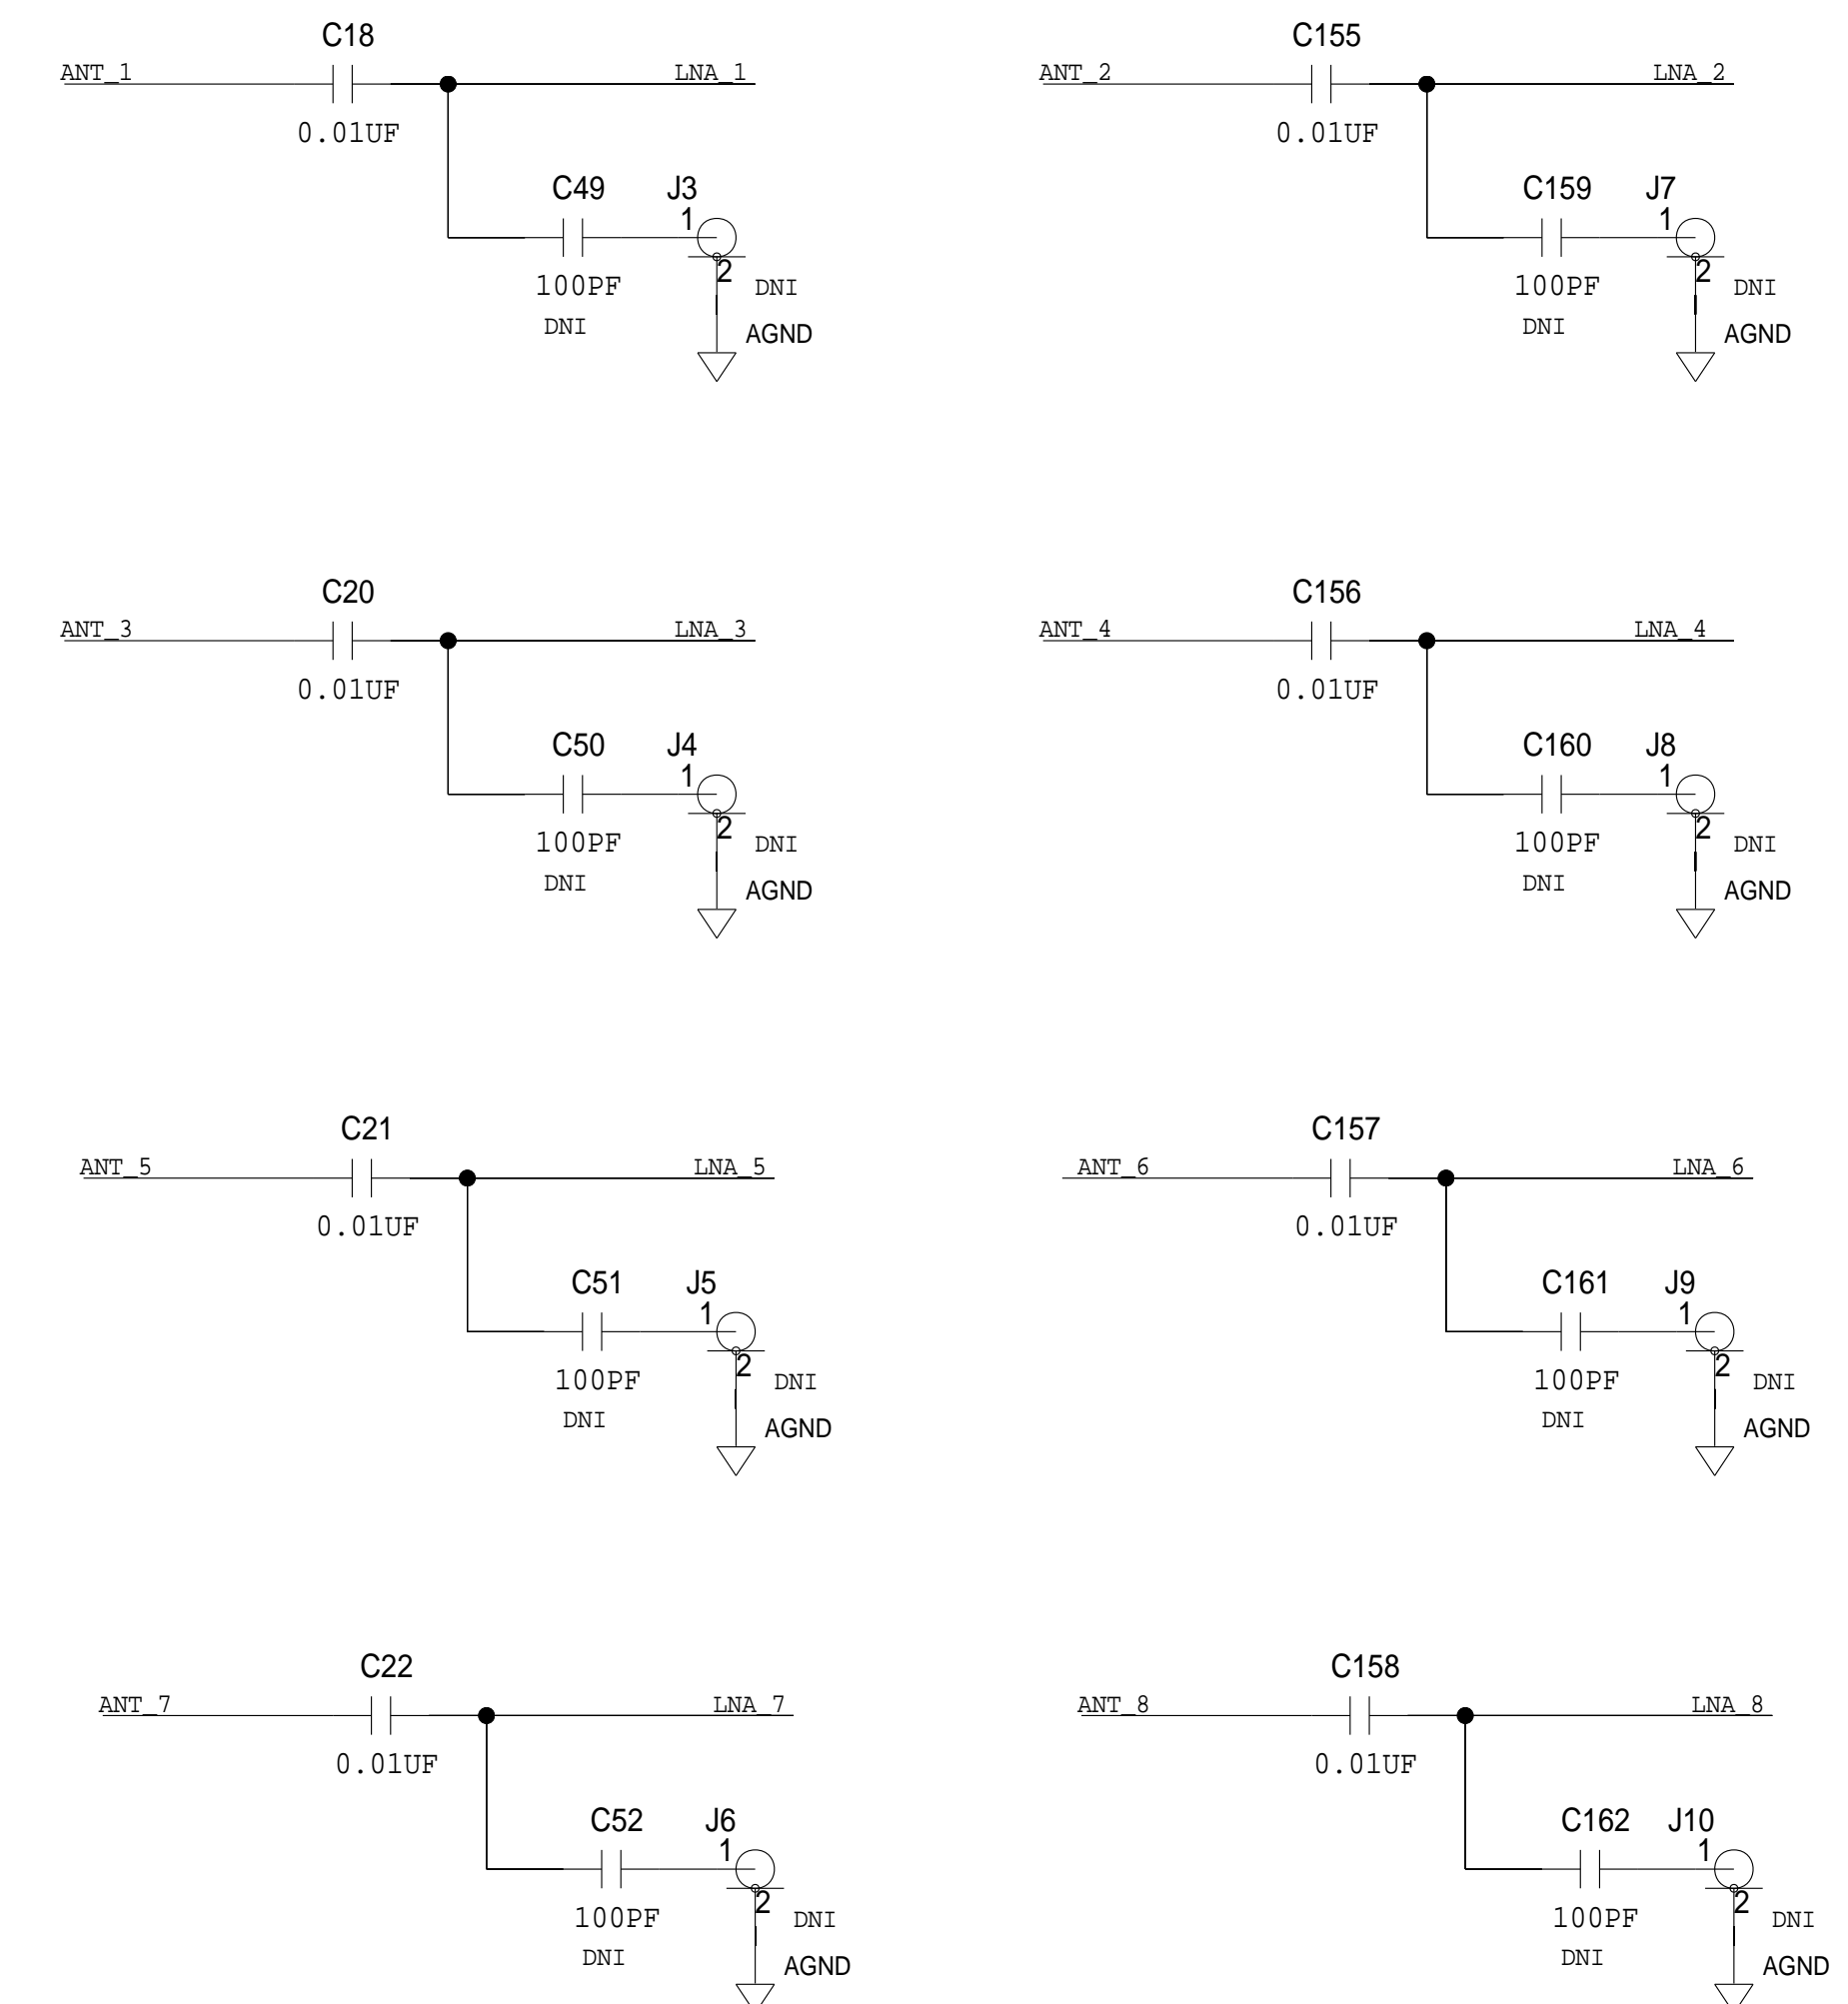 C18
ANT_1
LNA_1
0.01UF
C49
J3
1
2
100PF
DNI
DNI
AGND
C155
ANT_2
LNA_2
0.01UF
C159
J7
1
2
100PF
DNI
DNI
AGND
C20
ANT_3
LNA_3
0.01UF
C50
J4
1
2
100PF
DNI
DNI
AGND
C156
ANT_4
LNA_4
0.01UF
C160
J8
1
2
100PF
DNI
DNI
AGND
C21
ANT_5
LNA_5
0.01UF
C51
J5
1
2
100PF
DNI
DNI
AGND
C157
ANT_6
LNA_6
0.01UF
C161
J9
1
2
100PF
DNI
DNI
AGND
C22
ANT_7
LNA_7
0.01UF
C52
J6
1
2
100PF
DNI
DNI
AGND
C158
ANT_8
LNA_8
0.01UF
C162
J10
1
2
100PF
DNI
DNI
AGND